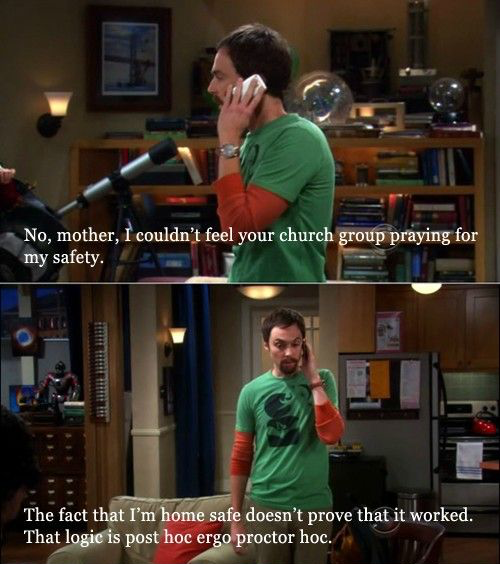 No, mother, I couldn't feel your church group praying for
my safety.
The fact that I'm home safe doesn't prove that it worked.
That logic is post hoc ergo proctor hoc.